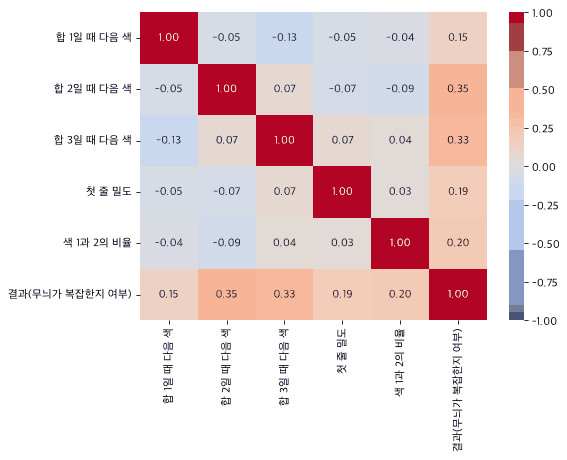 합 1일 때 다음 색 1.00 -0.05 -0.13 -0.05 -0.04 0.15
합 2일 때 다음 색 -0.05 1.00 0.07 -0.07 -0.09 0.35
합 3일 때 다음 색 -0.13 0.07 1.00 0.07 0.04 0.33
첫 줄 밀도 -0.05 -0.07 0.07 1.00 0.03 0.19
색 1과 2의 비율 -0.04 -0.09 0.04 0.03 1.00 0.20
결과(무늬가 복잡한지 여부) 0.15 0.35 0.33 0.19 0.20 1.00
합 1일 때 다음 색
합 2일 때 다음 색
합 3일 때 다음 색
첫 줄 밀도
색 1과 2의 비율
결과(무늬가 복잡한지 여부)
1.00
0.75
0.50
0.25
0.00
-0.25
-0.50
-0.75
-1.00